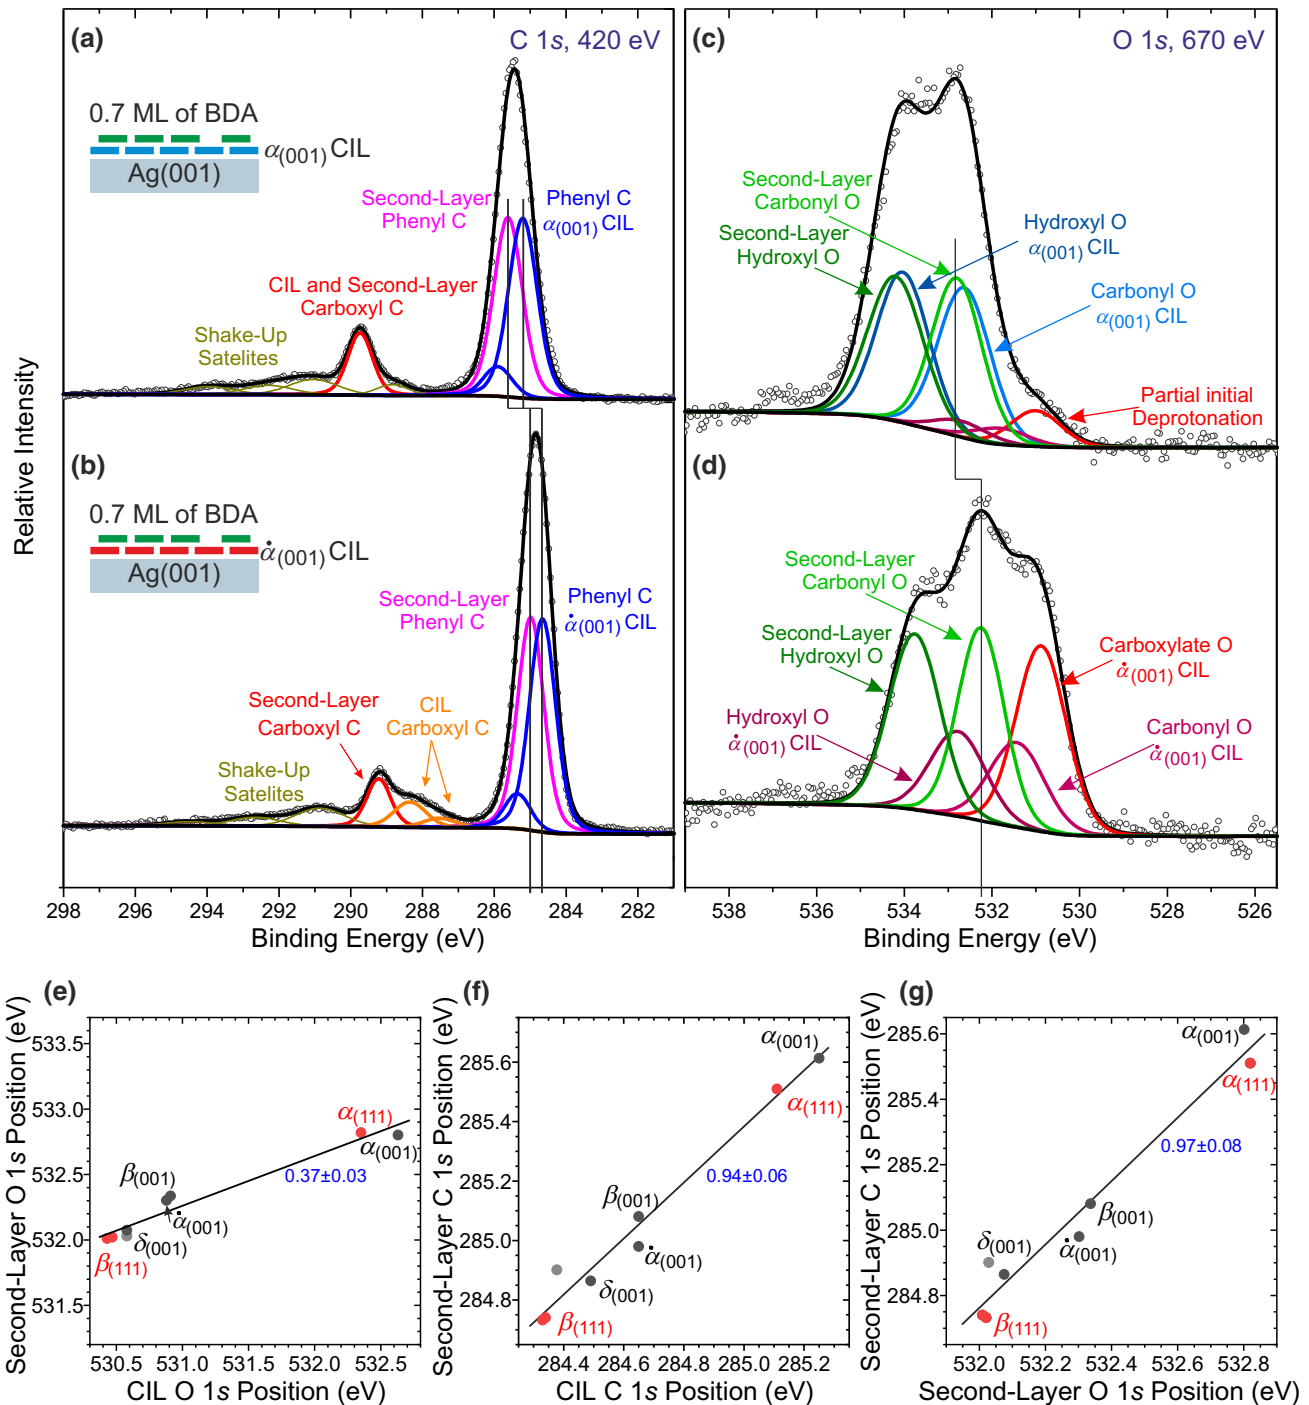 (a)
C 1s, 420 eV
0.7 ML of BDA
α(001) CIL
Ag(001)
Second-Layer
Phenyl C
Phenyl C
α(001) CIL
CIL and Second-Layer
Carboxyl C
Shake-Up
Satelites
(b)
0.7 ML of BDA
α̇(001) CIL
Ag(001)
Second-Layer
Phenyl C
Phenyl C
α̇(001) CIL
Second-Layer
Carboxyl C
CIL
Carboxyl C
Shake-Up
Satelites
Relative Intensity
298 296 294 292 290 288 286 284 282
Binding Energy (eV)
(c)
O 1s, 670 eV
Second-Layer
Carbonyl O
Second-Layer
Hydroxyl O
Hydroxyl O
α(001) CIL
Carbonyl O
α(001) CIL
Partial initial
Deprotonation
(d)
Second-Layer
Carbonyl O
Second-Layer
Hydroxyl O
Hydroxyl O
α̇(001) CIL
Carboxylate O
α̇(001) CIL
Carbonyl O
α̇(001) CIL
538 536 534 532 530 528 526
Binding Energy (eV)
(e)
Second-Layer O 1s Position (eV)
533.5
533.0
532.5
532.0
531.5
α(111)
α(001)
0.37±0.03
β(001)
α̇(001)
δ(001)
β(111)
530.5 531.0 531.5 532.0 532.5
CIL O 1s Position (eV)
(f)
Second-Layer C 1s Position (eV)
285.6
285.4
285.2
285.0
284.8
α(001)
α(111)
0.94±0.06
β(001)
α̇(001)
δ(001)
β(111)
284.4 284.6 284.8 285.0 285.2
CIL C 1s Position (eV)
(g)
Second-Layer C 1s Position (eV)
285.6
285.4
285.2
285.0
284.8
α(001)
α(111)
0.97±0.08
β(001)
α̇(001)
δ(001)
β(111)
532.0 532.2 532.4 532.6 532.8
Second-Layer O 1s Position (eV)